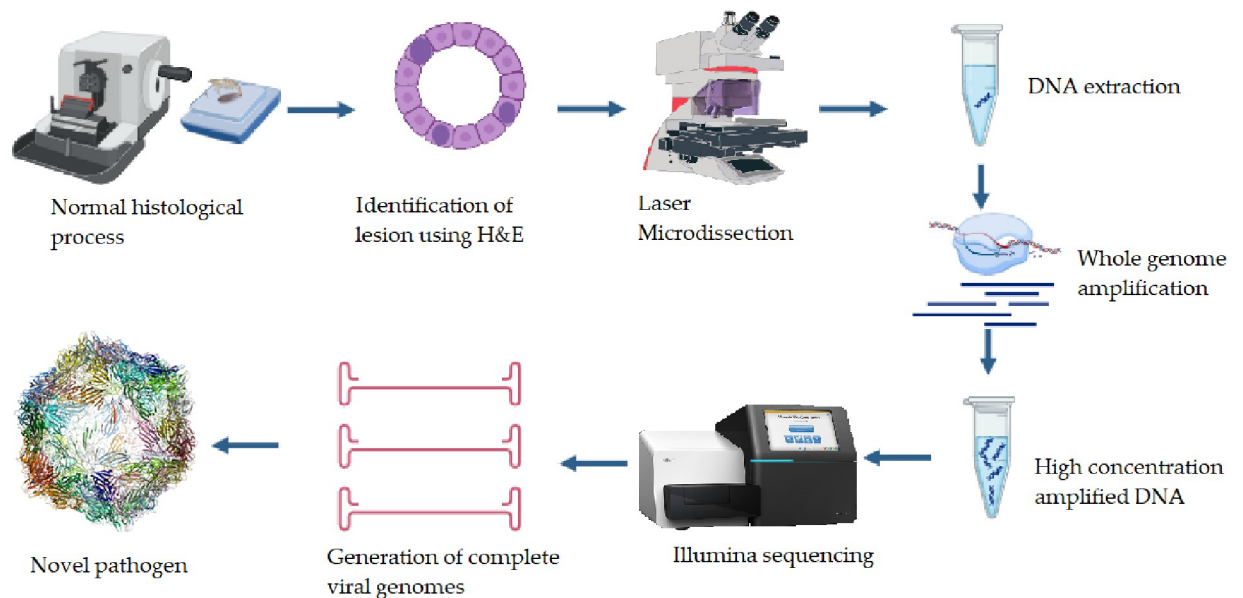 Normal histological
process
Identification of
lesion using H&E
Laser
Microdissection
DNA extraction
Whole genome
amplification
High concentration
amplified DNA
Illumina sequencing
Generation of complete
viral genomes
Novel pathogen